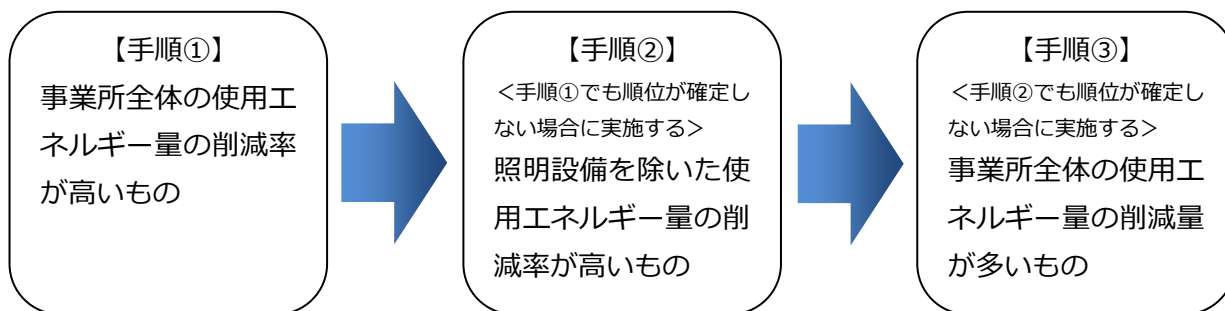 【手順①】
事業所全体の使用エ
ネルギー量の削減率
が高いもの
【手順②】
<手順①でも順位が確定し
ない場合に実施する>
照明設備を除いた使
用エネルギー量の削
減率が高いもの
【手順③】
<手順②でも順位が確定し
ない場合に実施する>
事業所全体の使用エ
ネルギー量の削減量
が多いもの